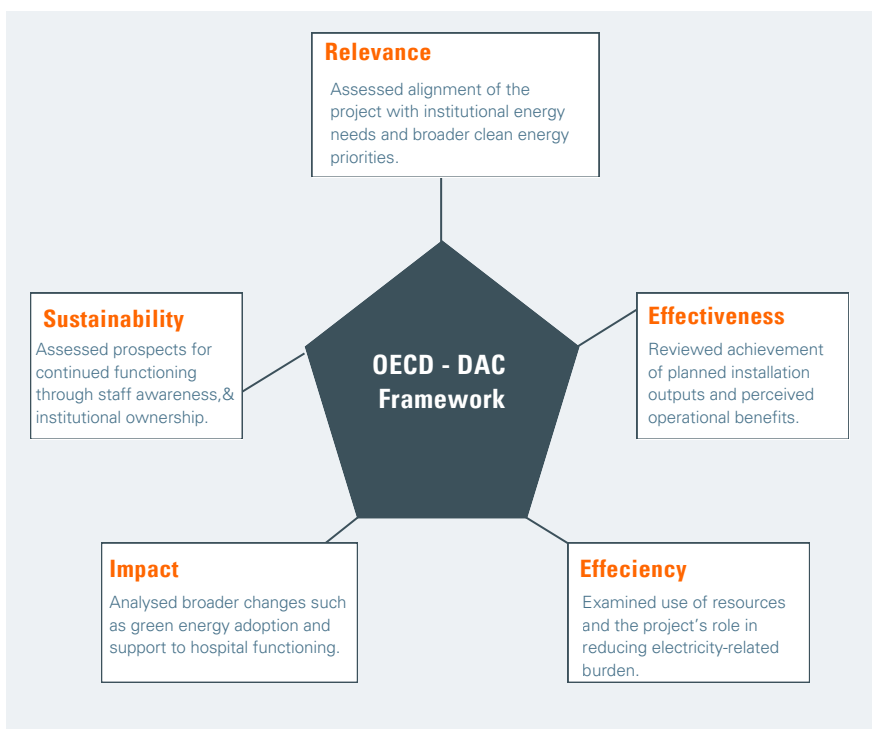 Relevance
Assessed alignment of the
project with institutional energy
needs and broader clean energy
priorities.
Sustainability
Assessed prospects for
continued functioning
through staff awareness,&
institutional ownership.
OECD - DAC
Framework
Effectiveness
Reviewed achievement
of planned installation
outputs and perceived
operational benefits.
Impact
Analysed broader changes such
as green energy adoption and
support to hospital functioning.
Effeciency
Examined use of resources
and the project's role in
reducing electricity-related
burden.